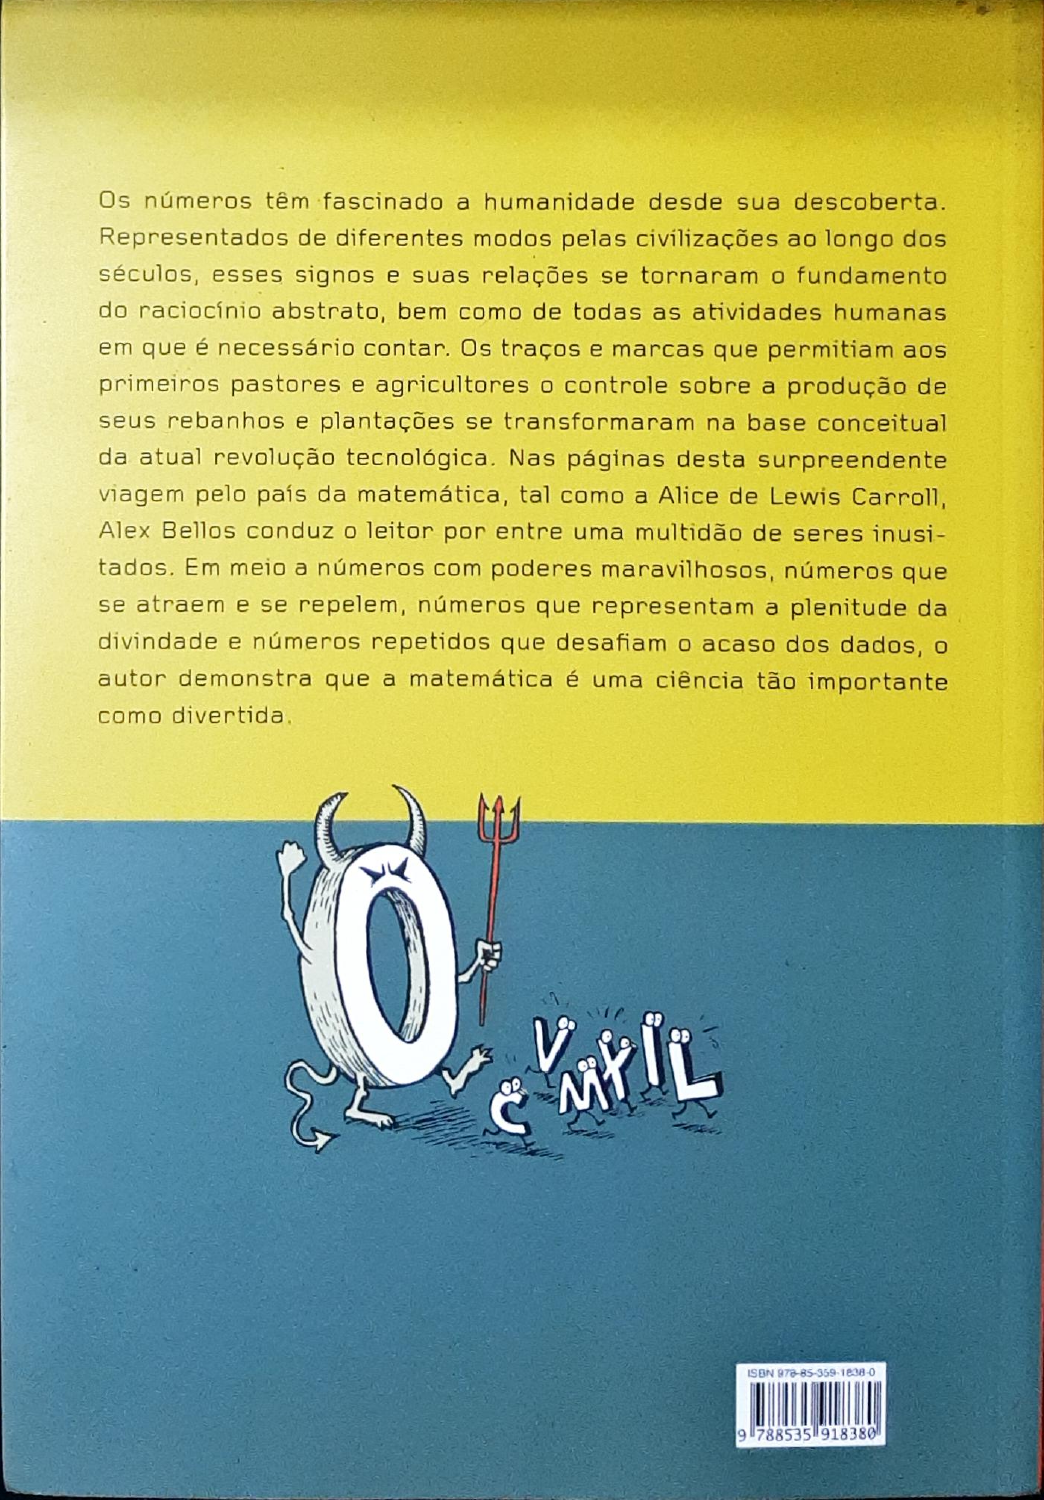 Os números têm fascinado a humanidade desde sua descoberta.
Representados de diferentes modos pelas civilizações ao longo dos
séculos, esses signos e suas relações se tornaram o fundamento
do raciocínio abstrato, bem como de todas as atividades humanas
em que é necessário contar. Os traços e marcas que permitiam aos
primeiros pastores e agricultores o controle sobre a produção de
seus rebanhos e plantações se transformaram na base conceitual
da atual revolução tecnológica. Nas páginas desta surpreendente
viagem pelo país da matemática, tal como a Alice de Lewis Carroll,
Alex Bellos conduz o leitor por entre uma multidão de seres inusi-
tados. Em meio a números com poderes maravilhosos, números que
se atraem e se repelem, números que representam a plenitude da
divindade e números repetidos que desafiam o acaso dos dados, o
autor demonstra que a matemática é uma ciência tão importante
como divertida.
0
C V M X I L
ISBN 978-85-359-1838-0
9 788535 918380